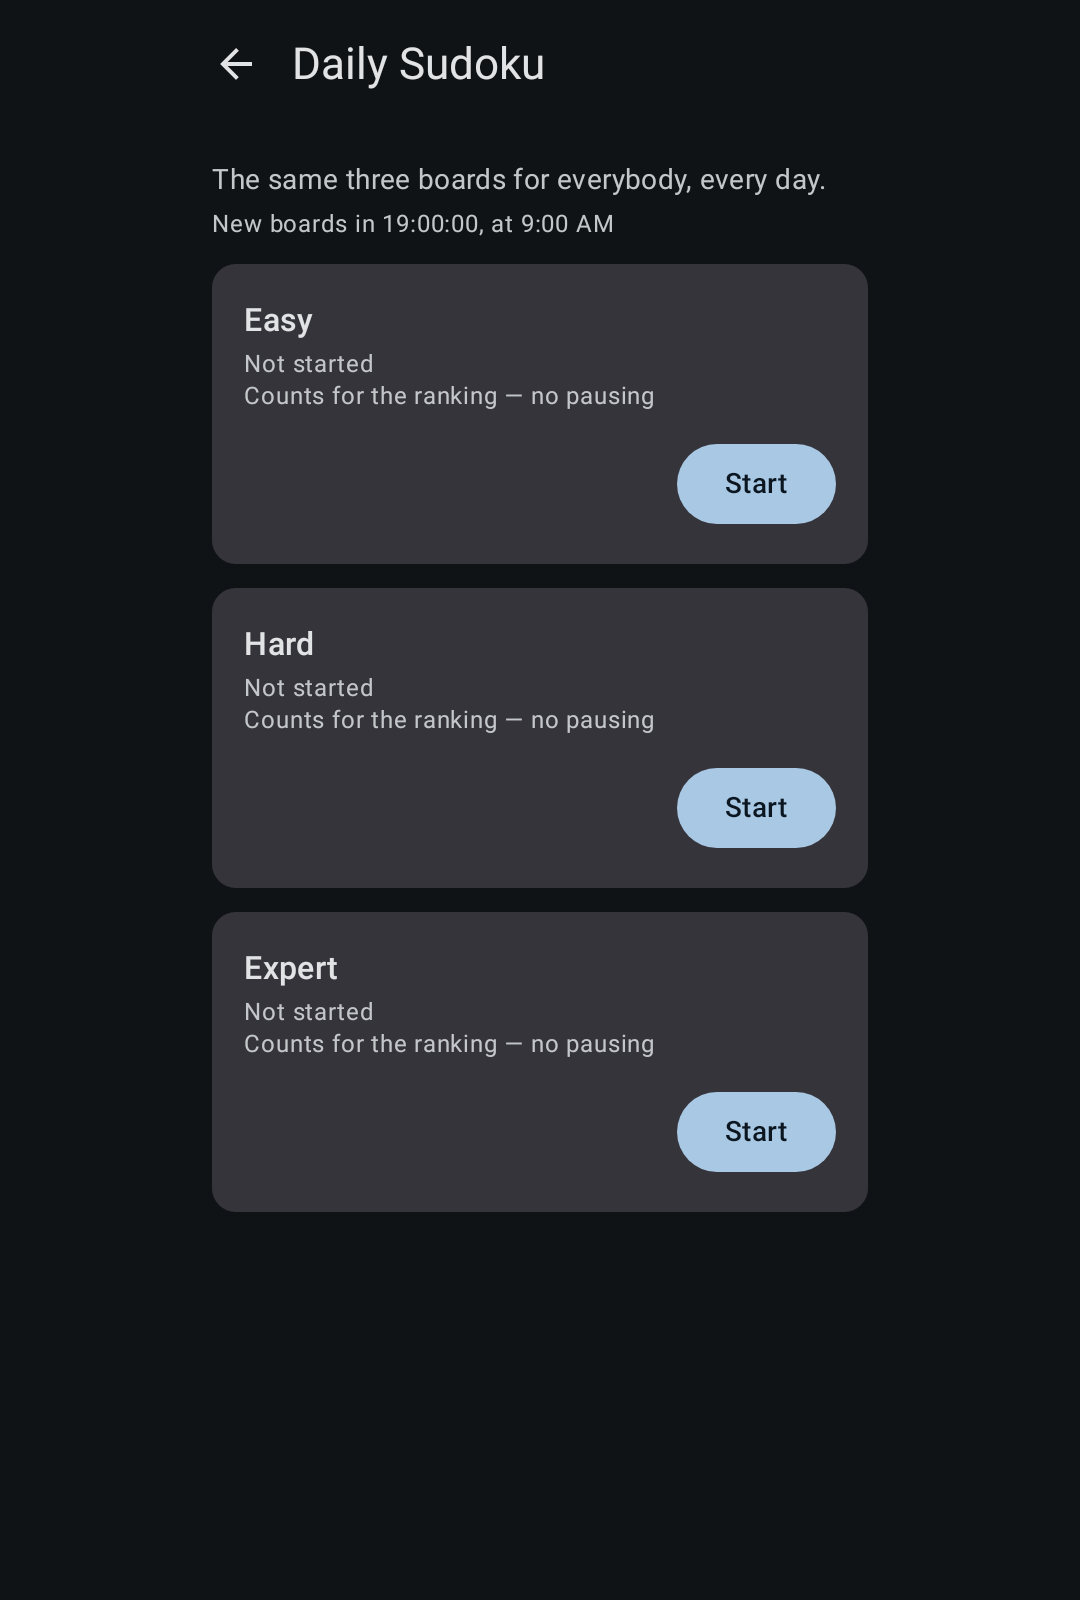 Daily Sudoku
The same three boards for everybody, every day.
New boards in 19:00:00, at 9:00 AM
Easy
Not started
Counts for the ranking — no pausing
Start
Hard
Not started
Counts for the ranking — no pausing
Start
Expert
Not started
Counts for the ranking — no pausing
Start